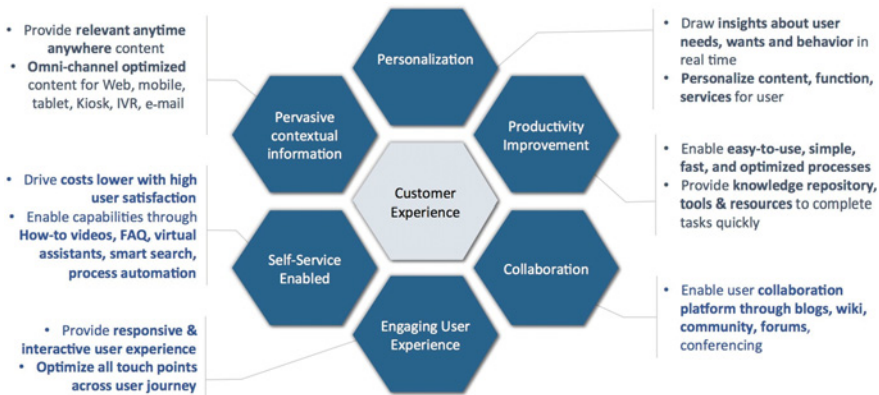 • Provide relevant anytime
anywhere content
• Omni-channel optimized
content for Web, mobile,
tablet, Kiosk, IVR, e-mail
Personalization
• Draw insights about user
needs, wants and behavior in
real time
• Personalize content, function,
services for user
Pervasive
contextual
information
Productivity
Improvement
• Enable easy-to-use, simple,
fast, and optimized processes
• Provide knowledge repository,
tools & resources to complete
tasks quickly
Customer
Experience
• Drive costs lower with high
user satisfaction
• Enable capabilities through
How-to videos, FAQ, virtual
assistants, smart search,
process automation
Self-Service
Enabled
Collaboration
• Enable user collaboration
platform through blogs, wiki,
community, forums,
conferencing
Engaging User
Experience
• Provide responsive &
interactive user experience
• Optimize all touch points
across user journey